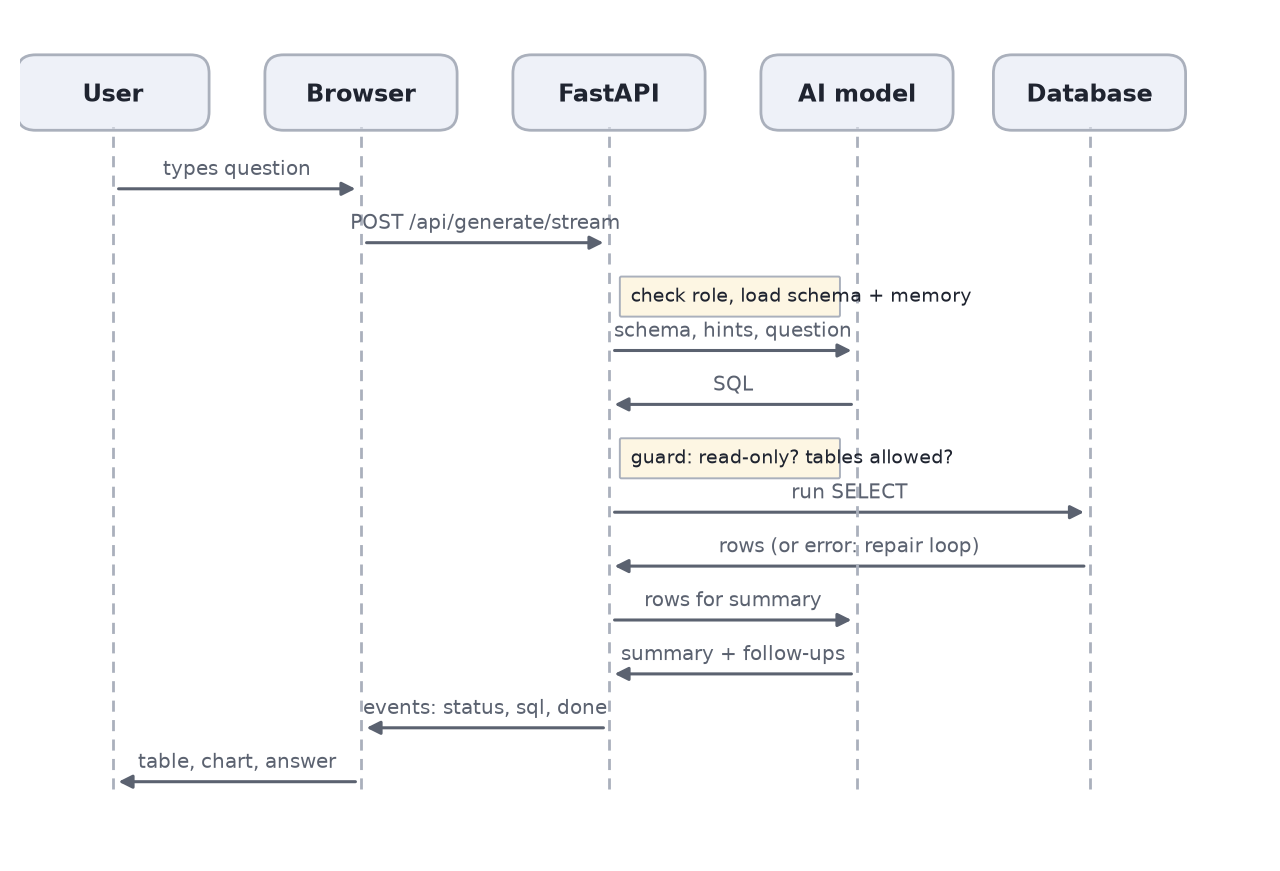 User
Browser
FastAPI
AI model
Database
types question
POST /api/generate/stream
check role, load schema + memory
schema, hints, question
SQL
guard: read-only? tables allowed?
run SELECT
rows (or error: repair loop)
rows for summary
summary + follow-ups
events: status, sql, done
table, chart, answer